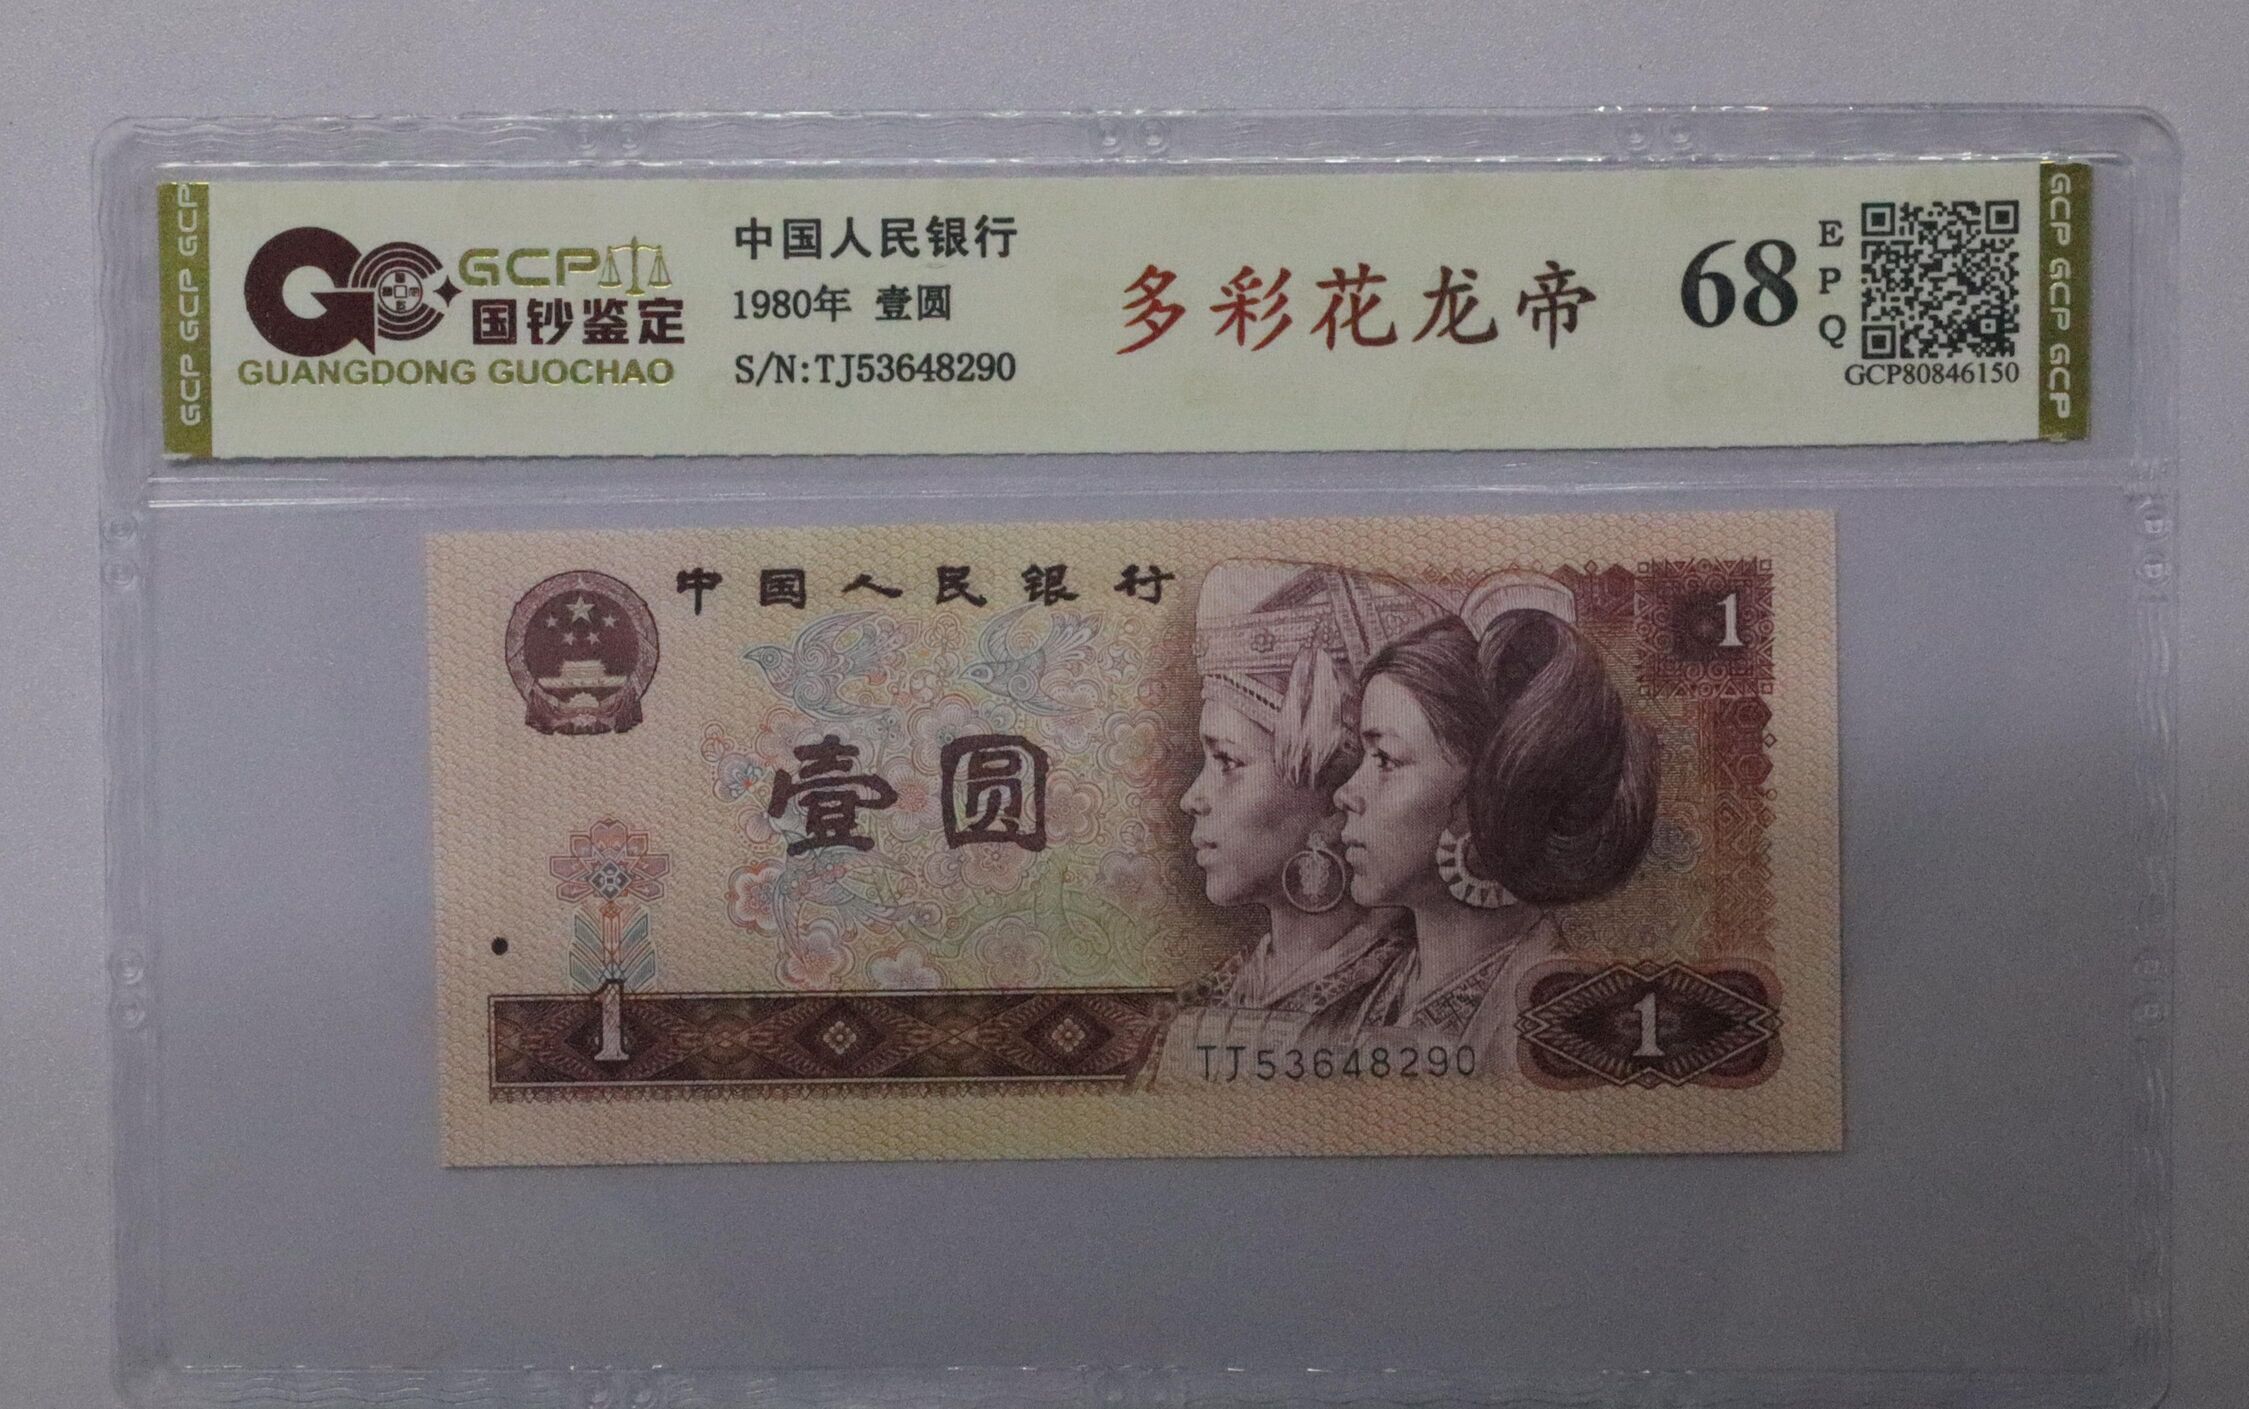 GCP GCP GCP
GCP
国钞鉴定
GUANGDONG GUOCHAO
中国人民银行
1980年 壹圆
S/N:TJ53648290
多彩花龙帝
68
E
P
Q
GCP80846150
GCP GCP GCP
中国人民银行
1
壹圆
1
1
TJ53648290